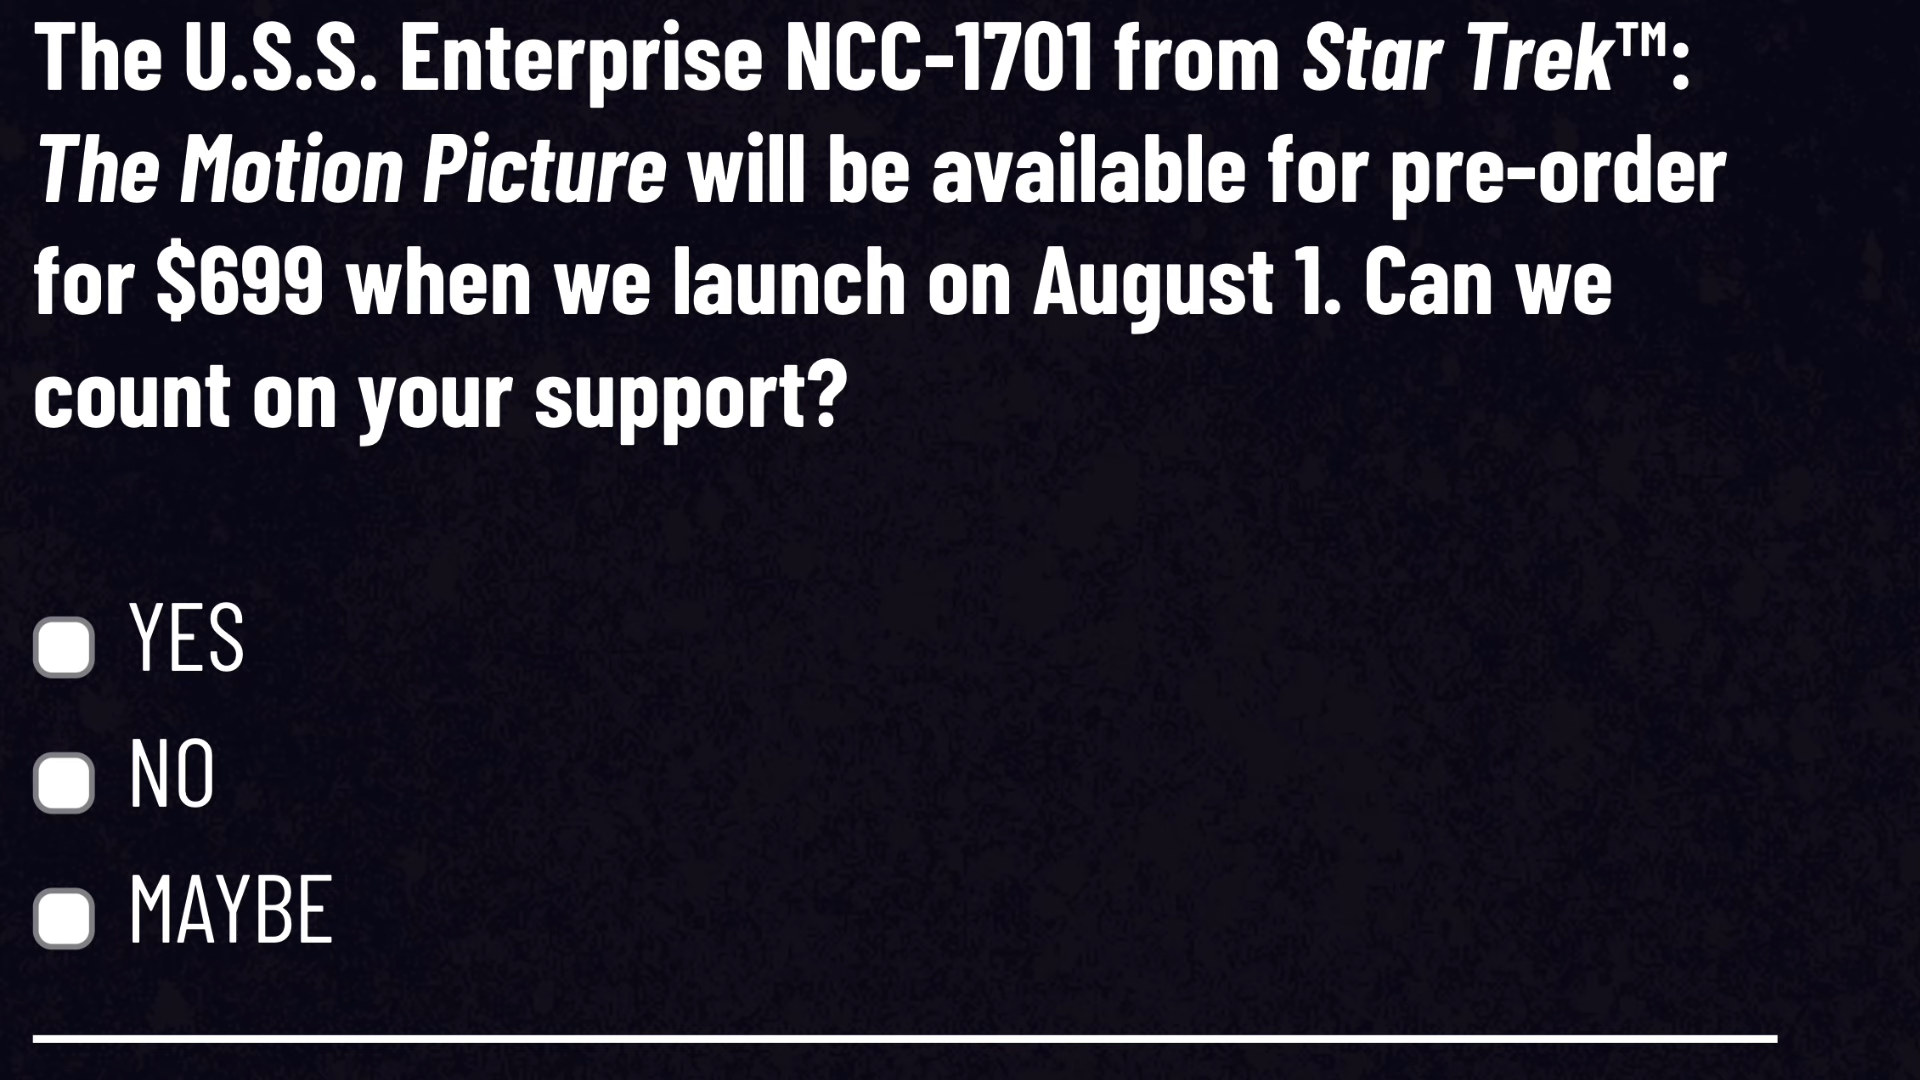 The U.S.S. Enterprise NCC-1701 from Star Trek™:
The Motion Picture will be available for pre-order
for $699 when we launch on August 1. Can we
count on your support?
YES
NO
MAYBE